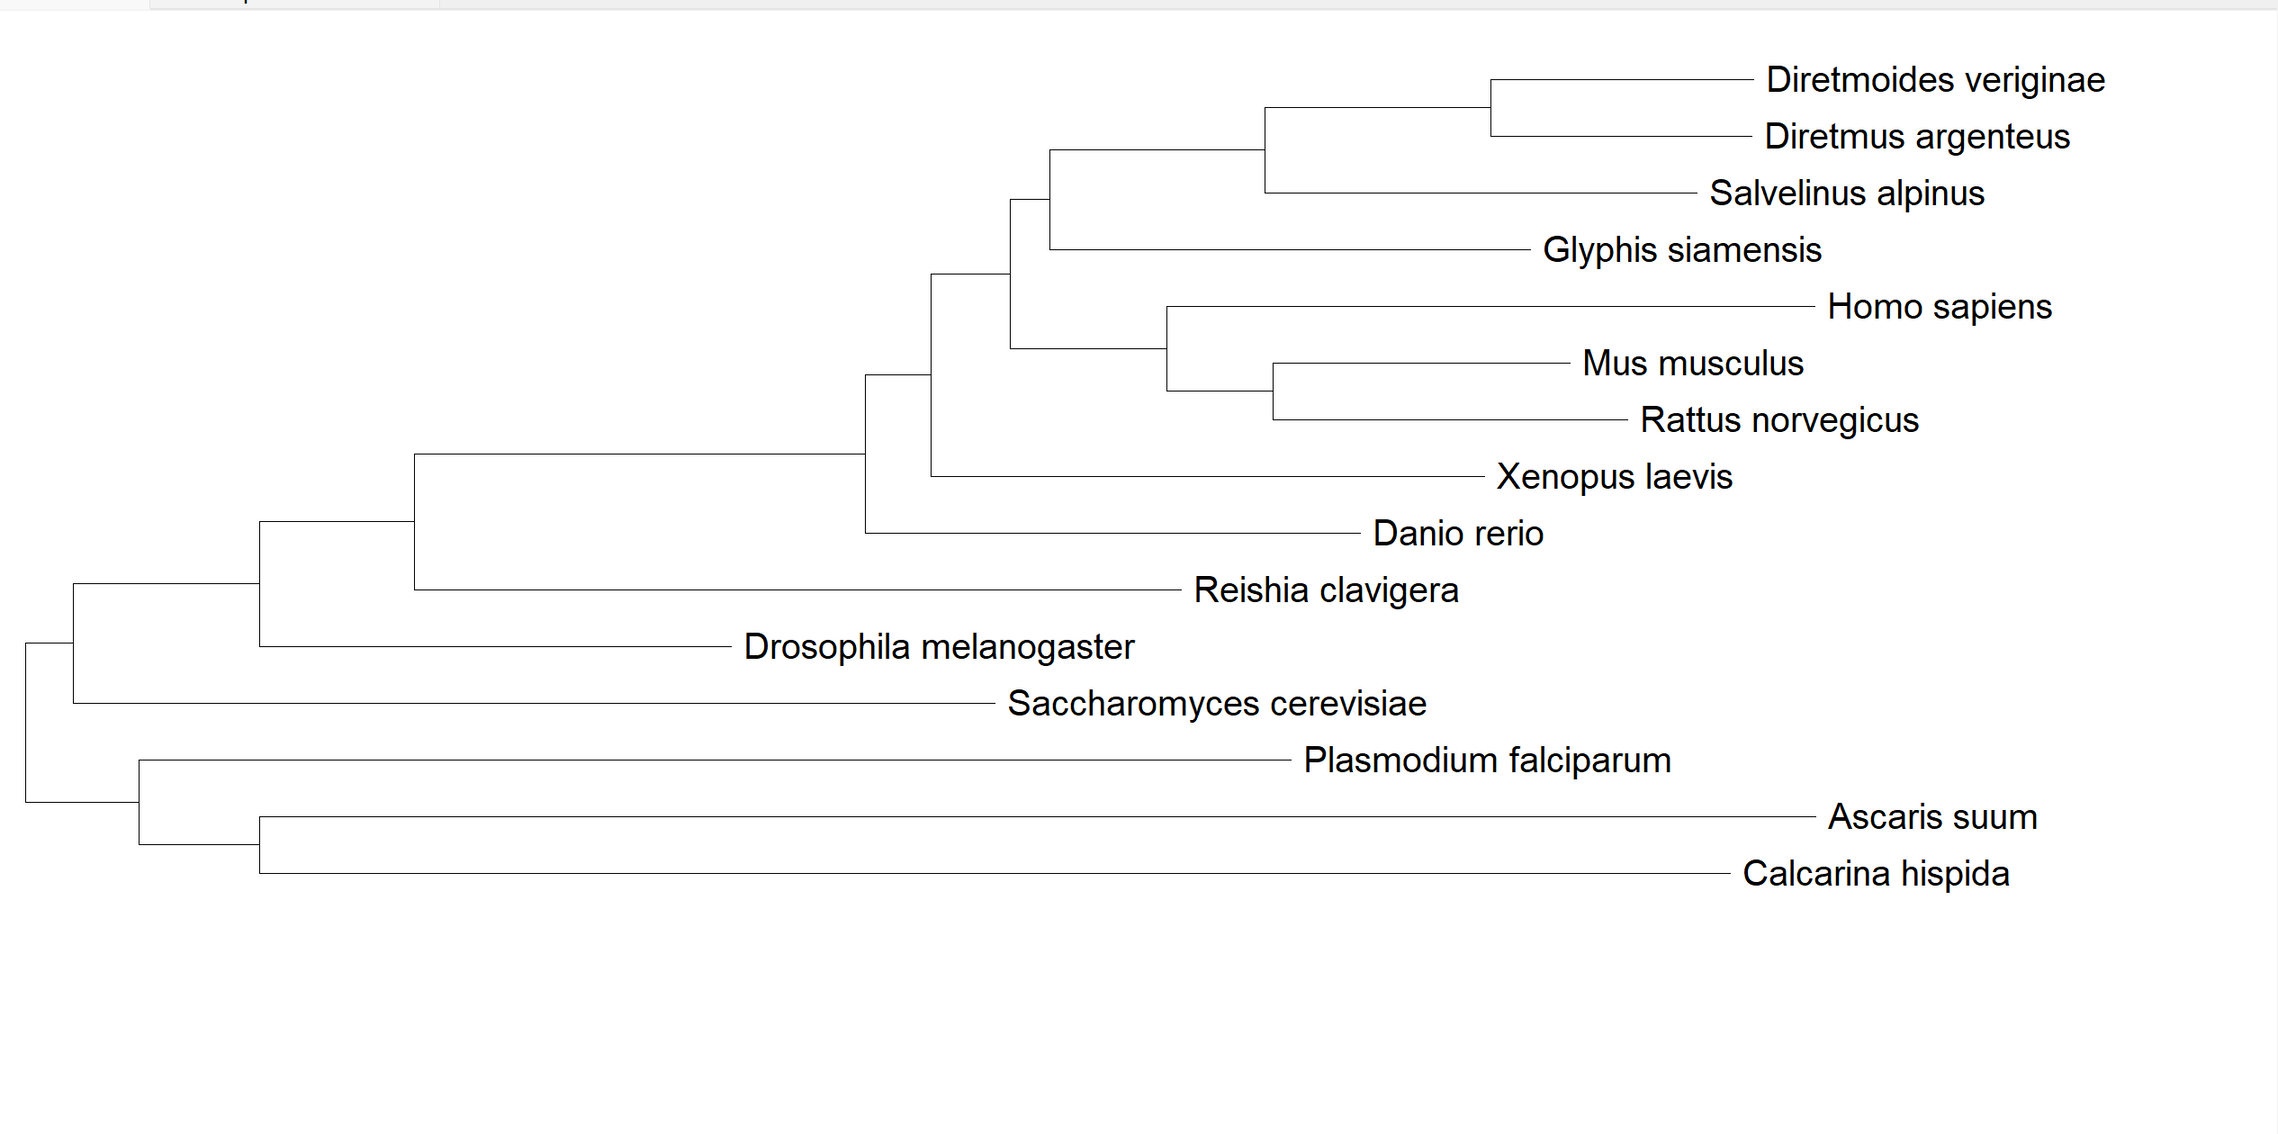 Diretmoides veriginae
Diretmus argenteus
Salvelinus alpinus
Glyphis siamensis
Homo sapiens
Mus musculus
Rattus norvegicus
Xenopus laevis
Danio rerio
Reishia clavigera
Drosophila melanogaster
Saccharomyces cerevisiae
Plasmodium falciparum
Ascaris suum
Calcarina hispida